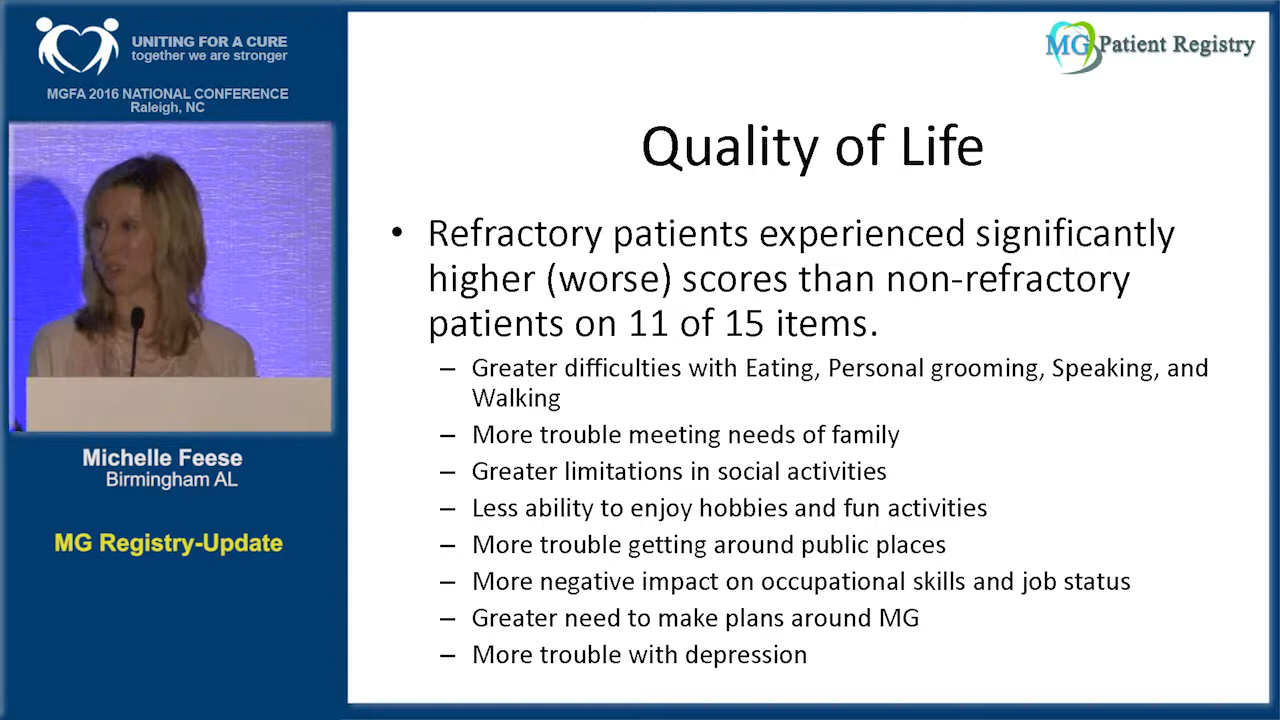 UNITING FOR A CURE
together we are stronger
MGFA 2016 NATIONAL CONFERENCE
Raleigh, NC
Michelle Feese
Birmingham AL
MG Registry-Update
MG Patient Registry
Quality of Life
• Refractory patients experienced significantly
higher (worse) scores than non-refractory
patients on 11 of 15 items.
– Greater difficulties with Eating, Personal grooming, Speaking, and
Walking
– More trouble meeting needs of family
– Greater limitations in social activities
– Less ability to enjoy hobbies and fun activities
– More trouble getting around public places
– More negative impact on occupational skills and job status
– Greater need to make plans around MG
– More trouble with depression